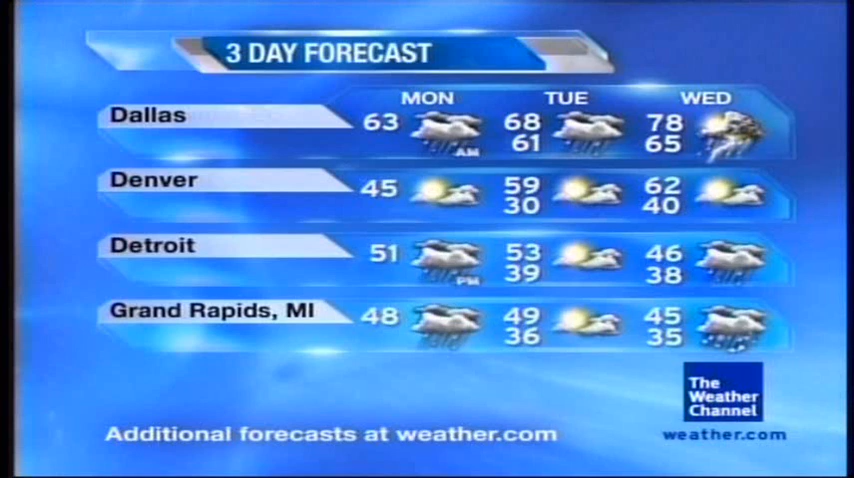 3 DAY FORECAST
MON TUE WED
Dallas 63 AM 68 61 78 65
Denver 45 59 30 62 40
Detroit 51 PM 53 39 46 38
Grand Rapids, MI 48 49 36 45 35
The
Weather
Channel
Additional forecasts at weather.com weather.com